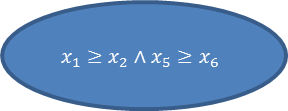 x₁ ≥ x₂ ∧ x₅ ≥ x₆